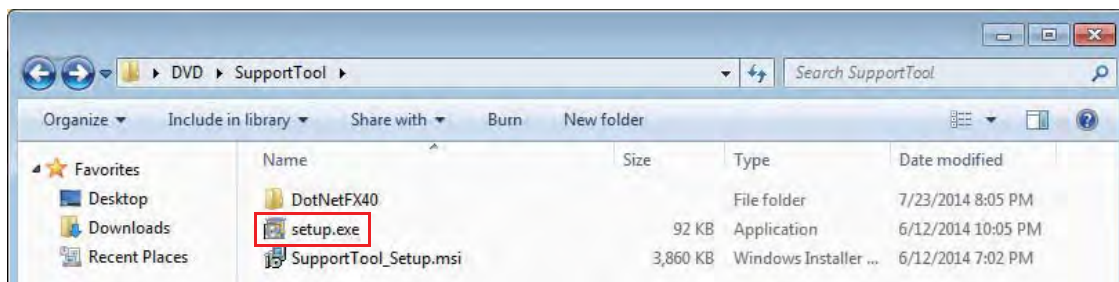 DVD SupportTool Search SupportTool
Organize Include in library Share with Burn New folder
Favorites
Desktop
Downloads
Recent Places
Name Size Type Date modified
DotNetFX40 File folder 7/23/2014 8:05 PM
setup.exe 92 KB Application 6/12/2014 10:05 PM
SupportTool_Setup.msi 3,860 KB Windows Installer ... 6/12/2014 7:02 PM